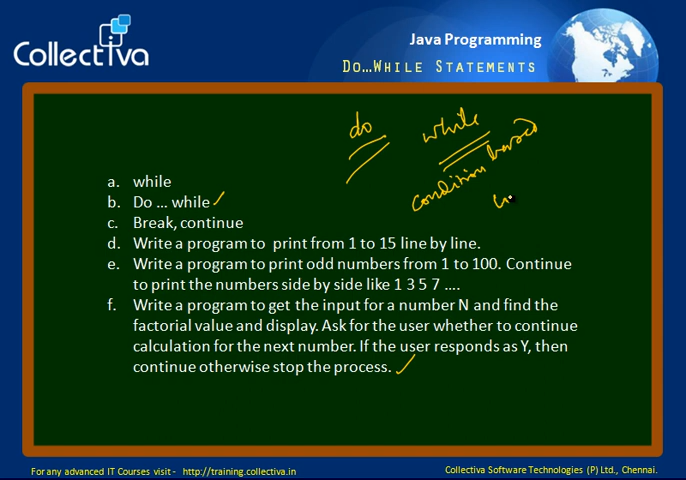 Collectiva
Java Programming
Do...While Statements
do while
condition based
a. while
b. Do ... while
c. Break, continue
d. Write a program to print from 1 to 15 line by line.
e. Write a program to print odd numbers from 1 to 100. Continue
to print the numbers side by side like 1 3 5 7 ....
f. Write a program to get the input for a number N and find the
factorial value and display. Ask for the user whether to continue
calculation for the next number. If the user responds as Y, then
continue otherwise stop the process.
For any advanced IT Courses visit - http://training.collectiva.in
Collectiva Software Technologies (P) Ltd., Chennai.